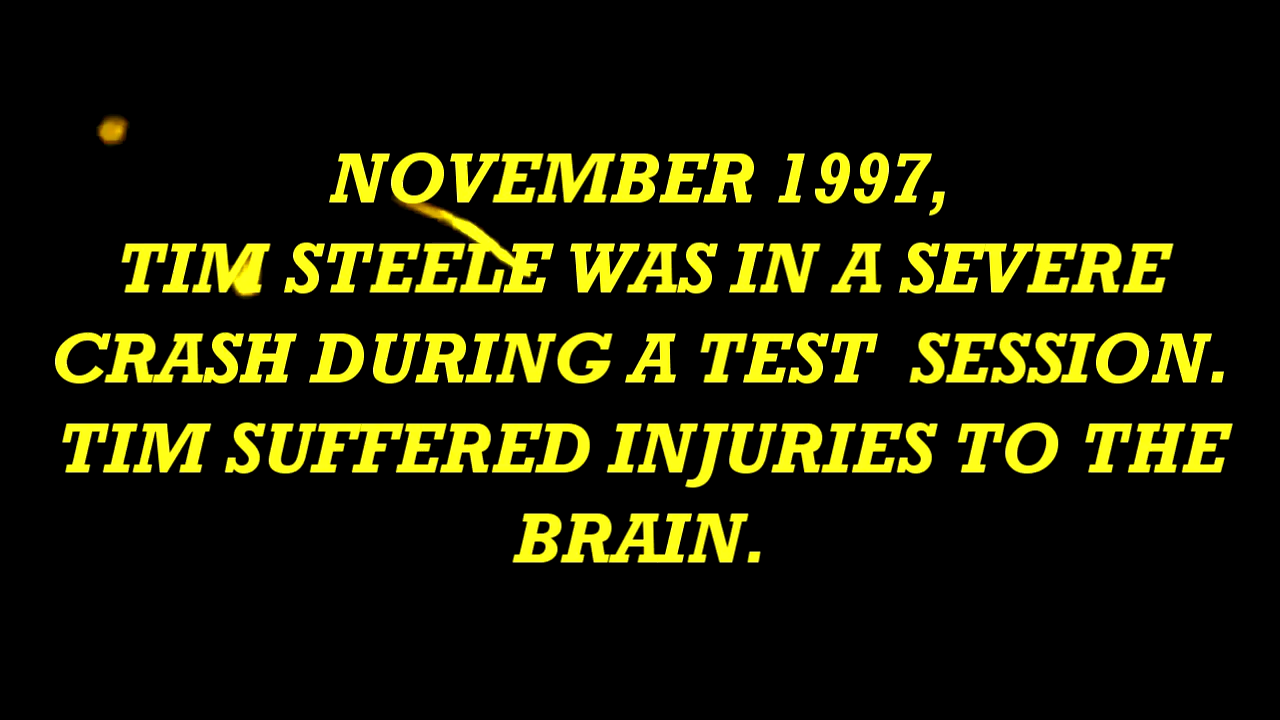 NOVEMBER 1997,
TIM STEELE WAS IN A SEVERE
CRASH DURING A TEST  SESSION.
TIM SUFFERED INJURIES TO THE
BRAIN.